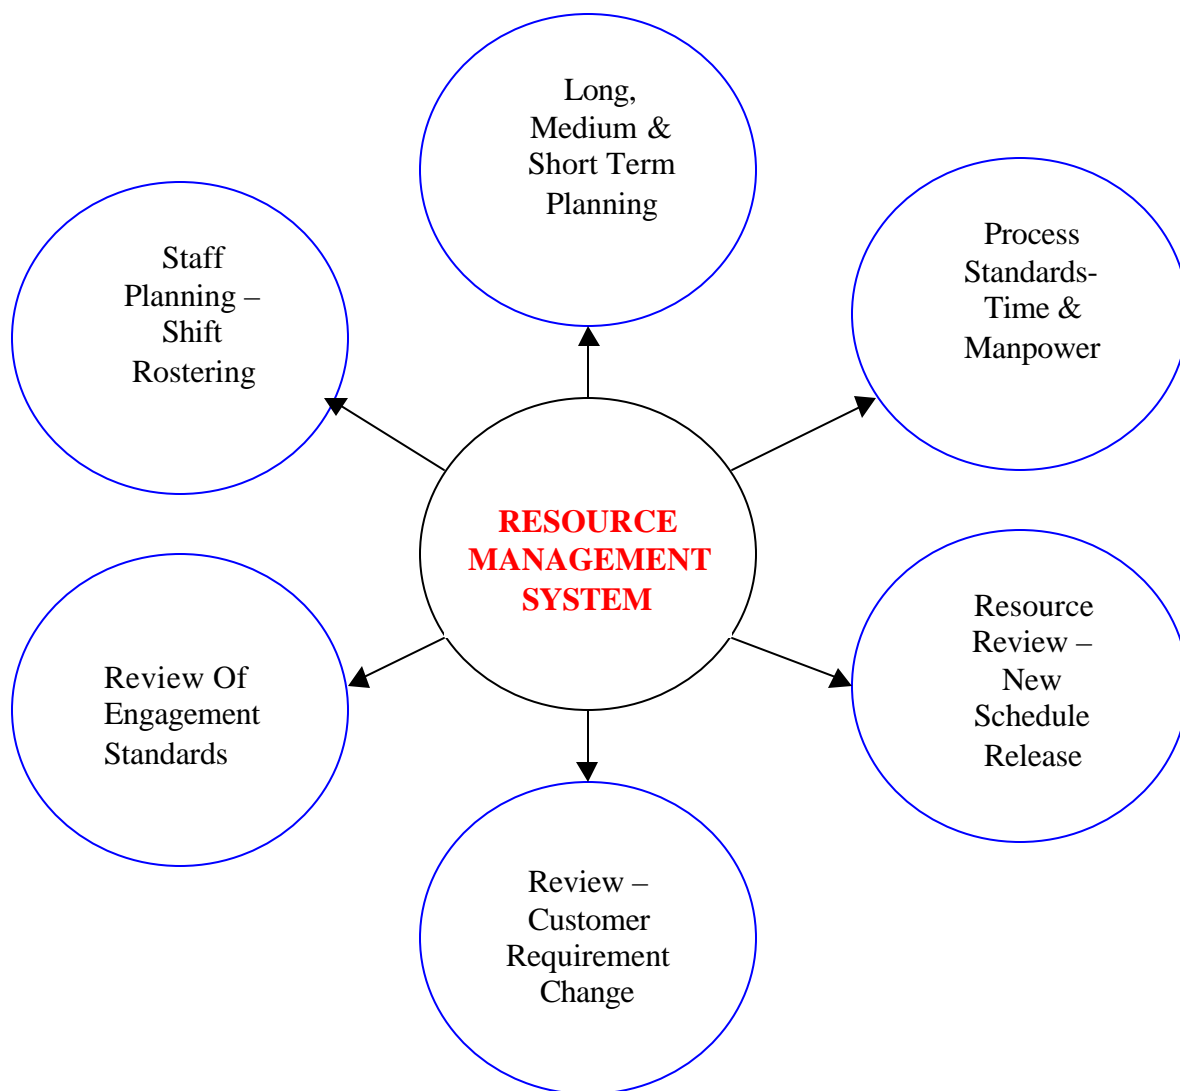 Long,
Medium &
Short Term
Planning
Process
Standards-
Time &
Manpower
Staff
Planning –
Shift
Rostering
RESOURCE
MANAGEMENT
SYSTEM
Resource
Review –
New
Schedule
Release
Review Of
Engagement
Standards
Review –
Customer
Requirement
Change